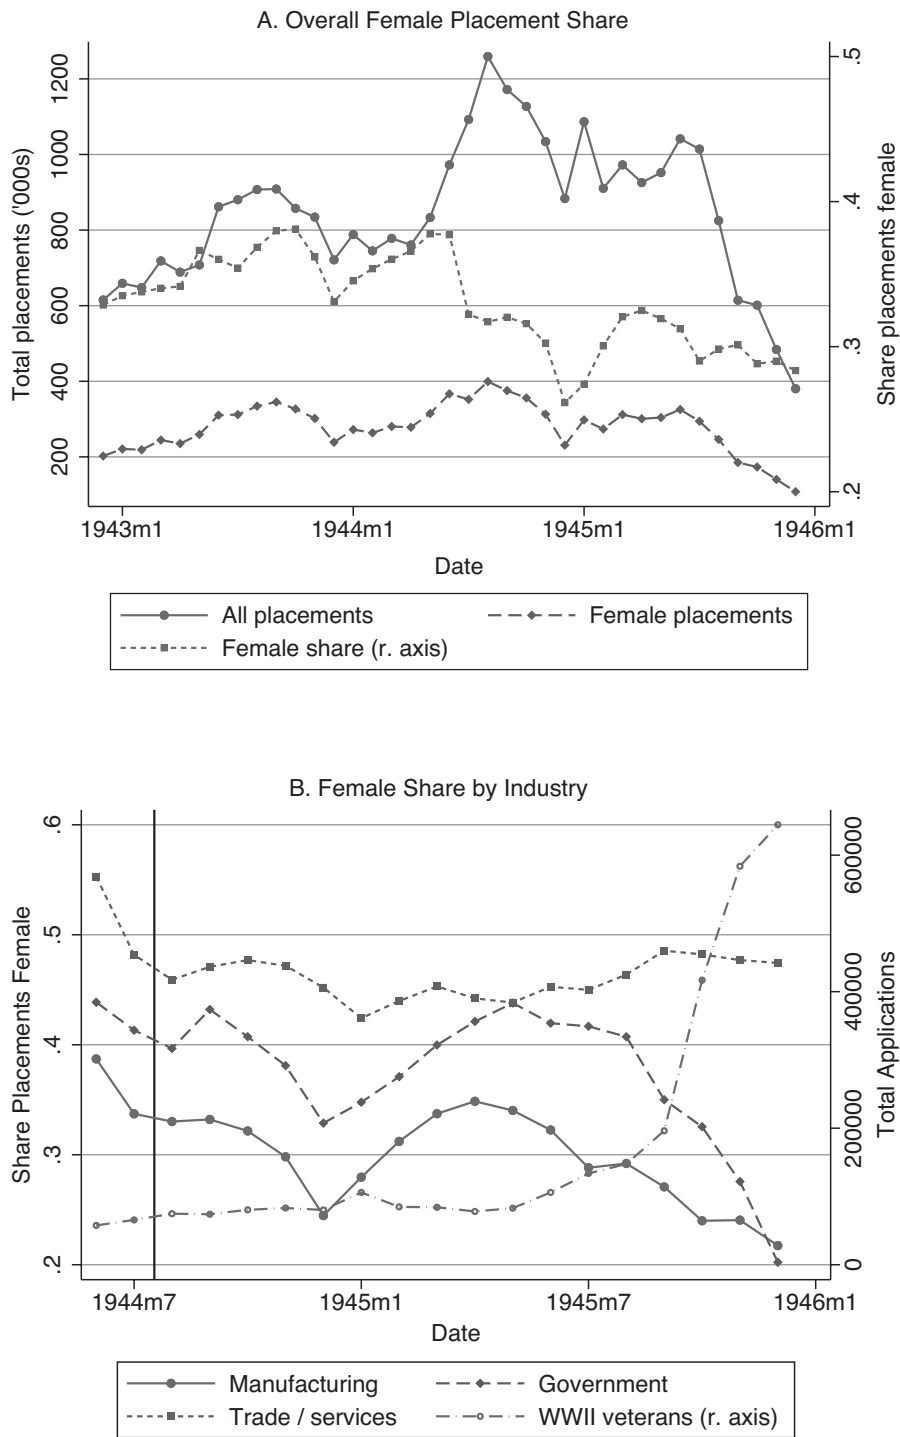 A. Overall Female Placement Share
Total placements ('000s)
200
400
600
800
1000
1200
Share placements female
.2
.3
.4
.5
1943m1 1944m1 1945m1 1946m1
Date
All placements Female placements
Female share (r. axis)
B. Female Share by Industry
Share Placements Female
.2
.3
.4
.5
.6
Total Applications
0
200000
400000
600000
1944m7 1945m1 1945m7 1946m1
Date
Manufacturing Government
Trade / services WWII veterans (r. axis)